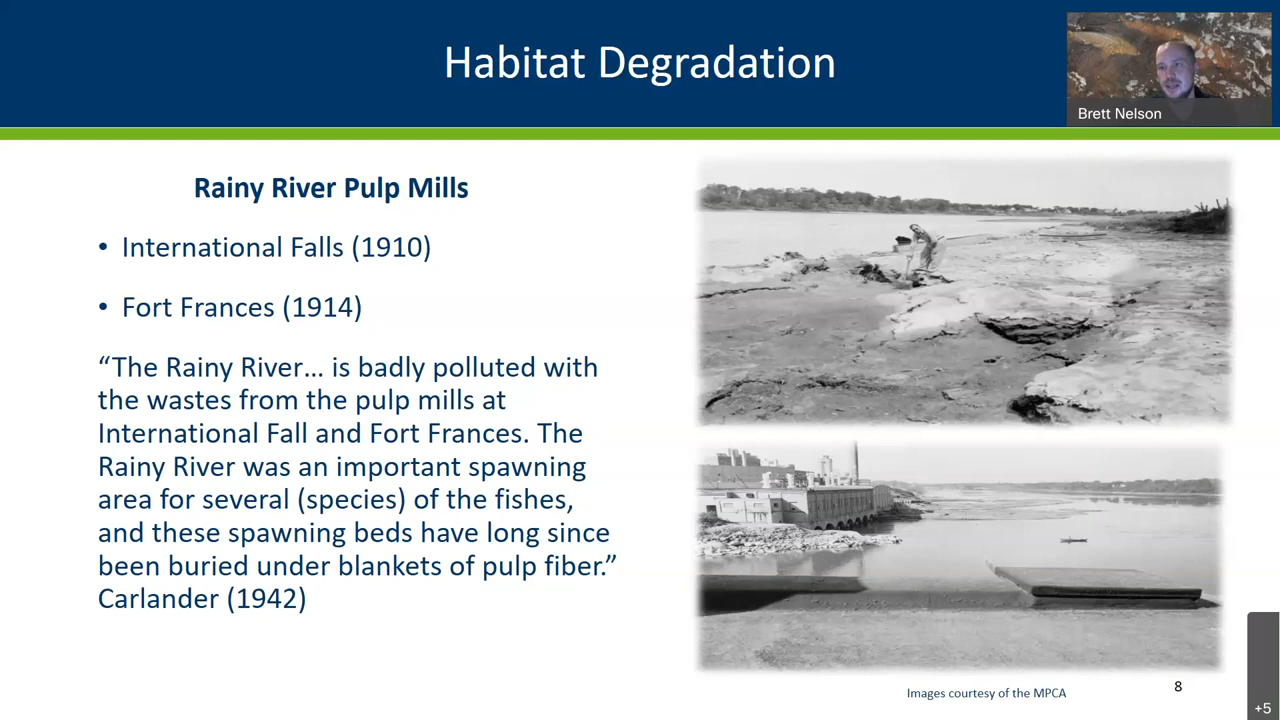 Habitat Degradation
Brett Nelson
Rainy River Pulp Mills
• International Falls (1910)
• Fort Frances (1914)
“The Rainy River... is badly polluted with
the wastes from the pulp mills at
International Fall and Fort Frances. The
Rainy River was an important spawning
area for several (species) of the fishes,
and these spawning beds have long since
been buried under blankets of pulp fiber.”
Carlander (1942)
Images courtesy of the MPCA
8
+5